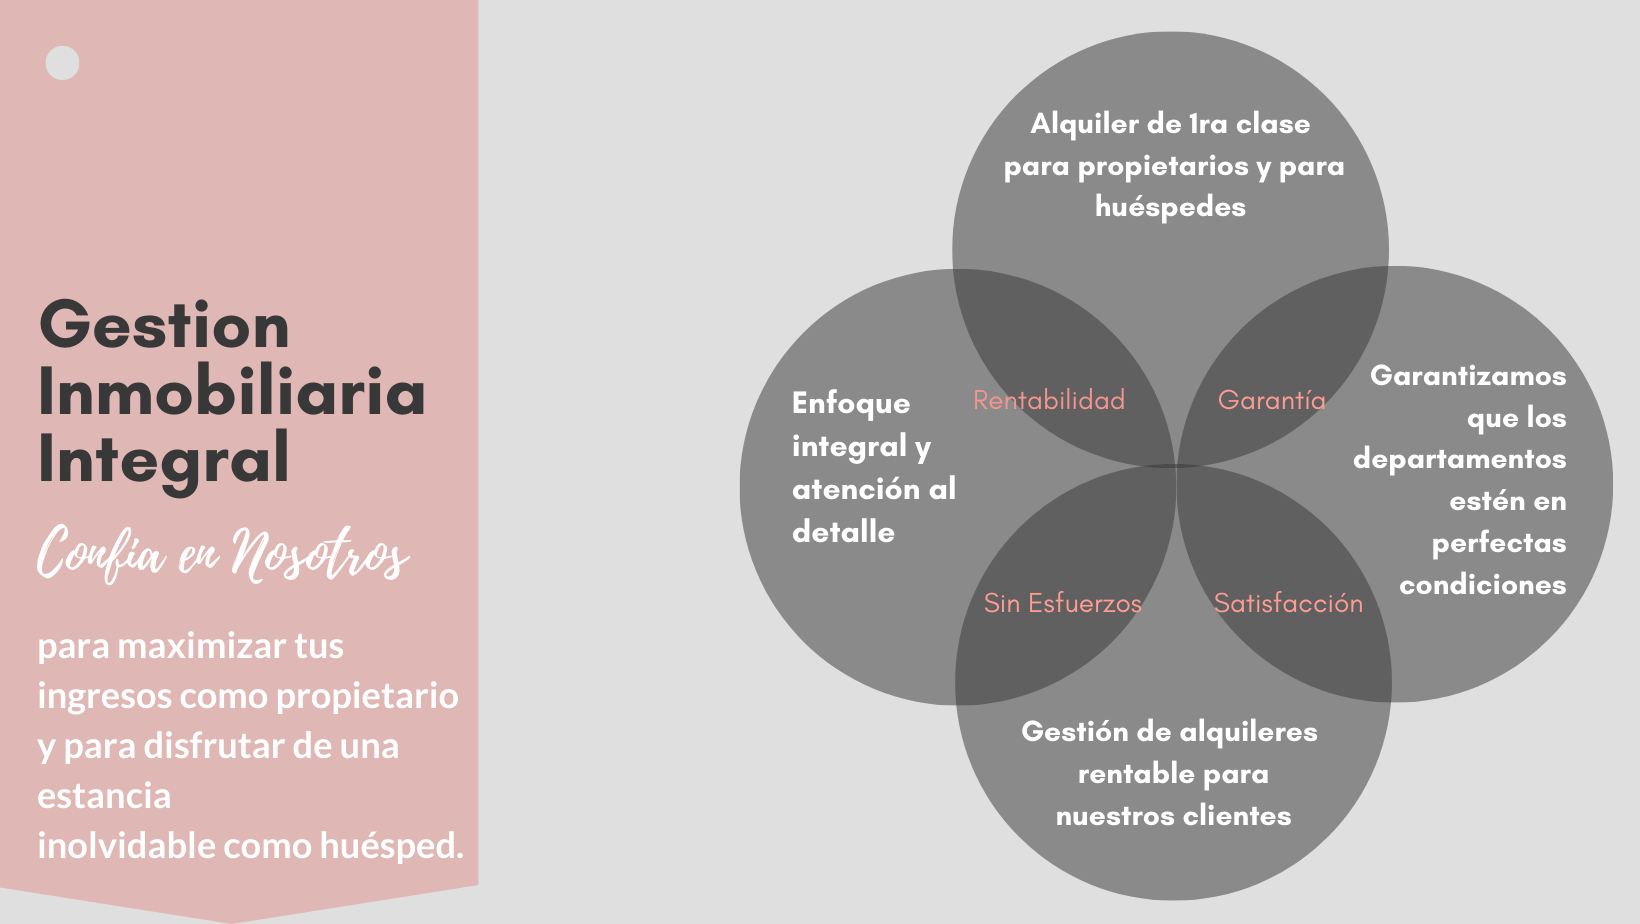 Gestion
Inmobiliaria
Integral
Confía en Nosotros
para maximizar tus
ingresos como propietario
y para disfrutar de una
estancia
inolvidable como huésped.
Alquiler de 1ra clase
para propietarios y para
huéspedes
Enfoque
integral y
atención al
detalle
Rentabilidad
Garantía
Garantizamos
que los
departamentos
estén en
perfectas
condiciones
Sin Esfuerzos
Satisfacción
Gestión de alquileres
rentable para
nuestros clientes